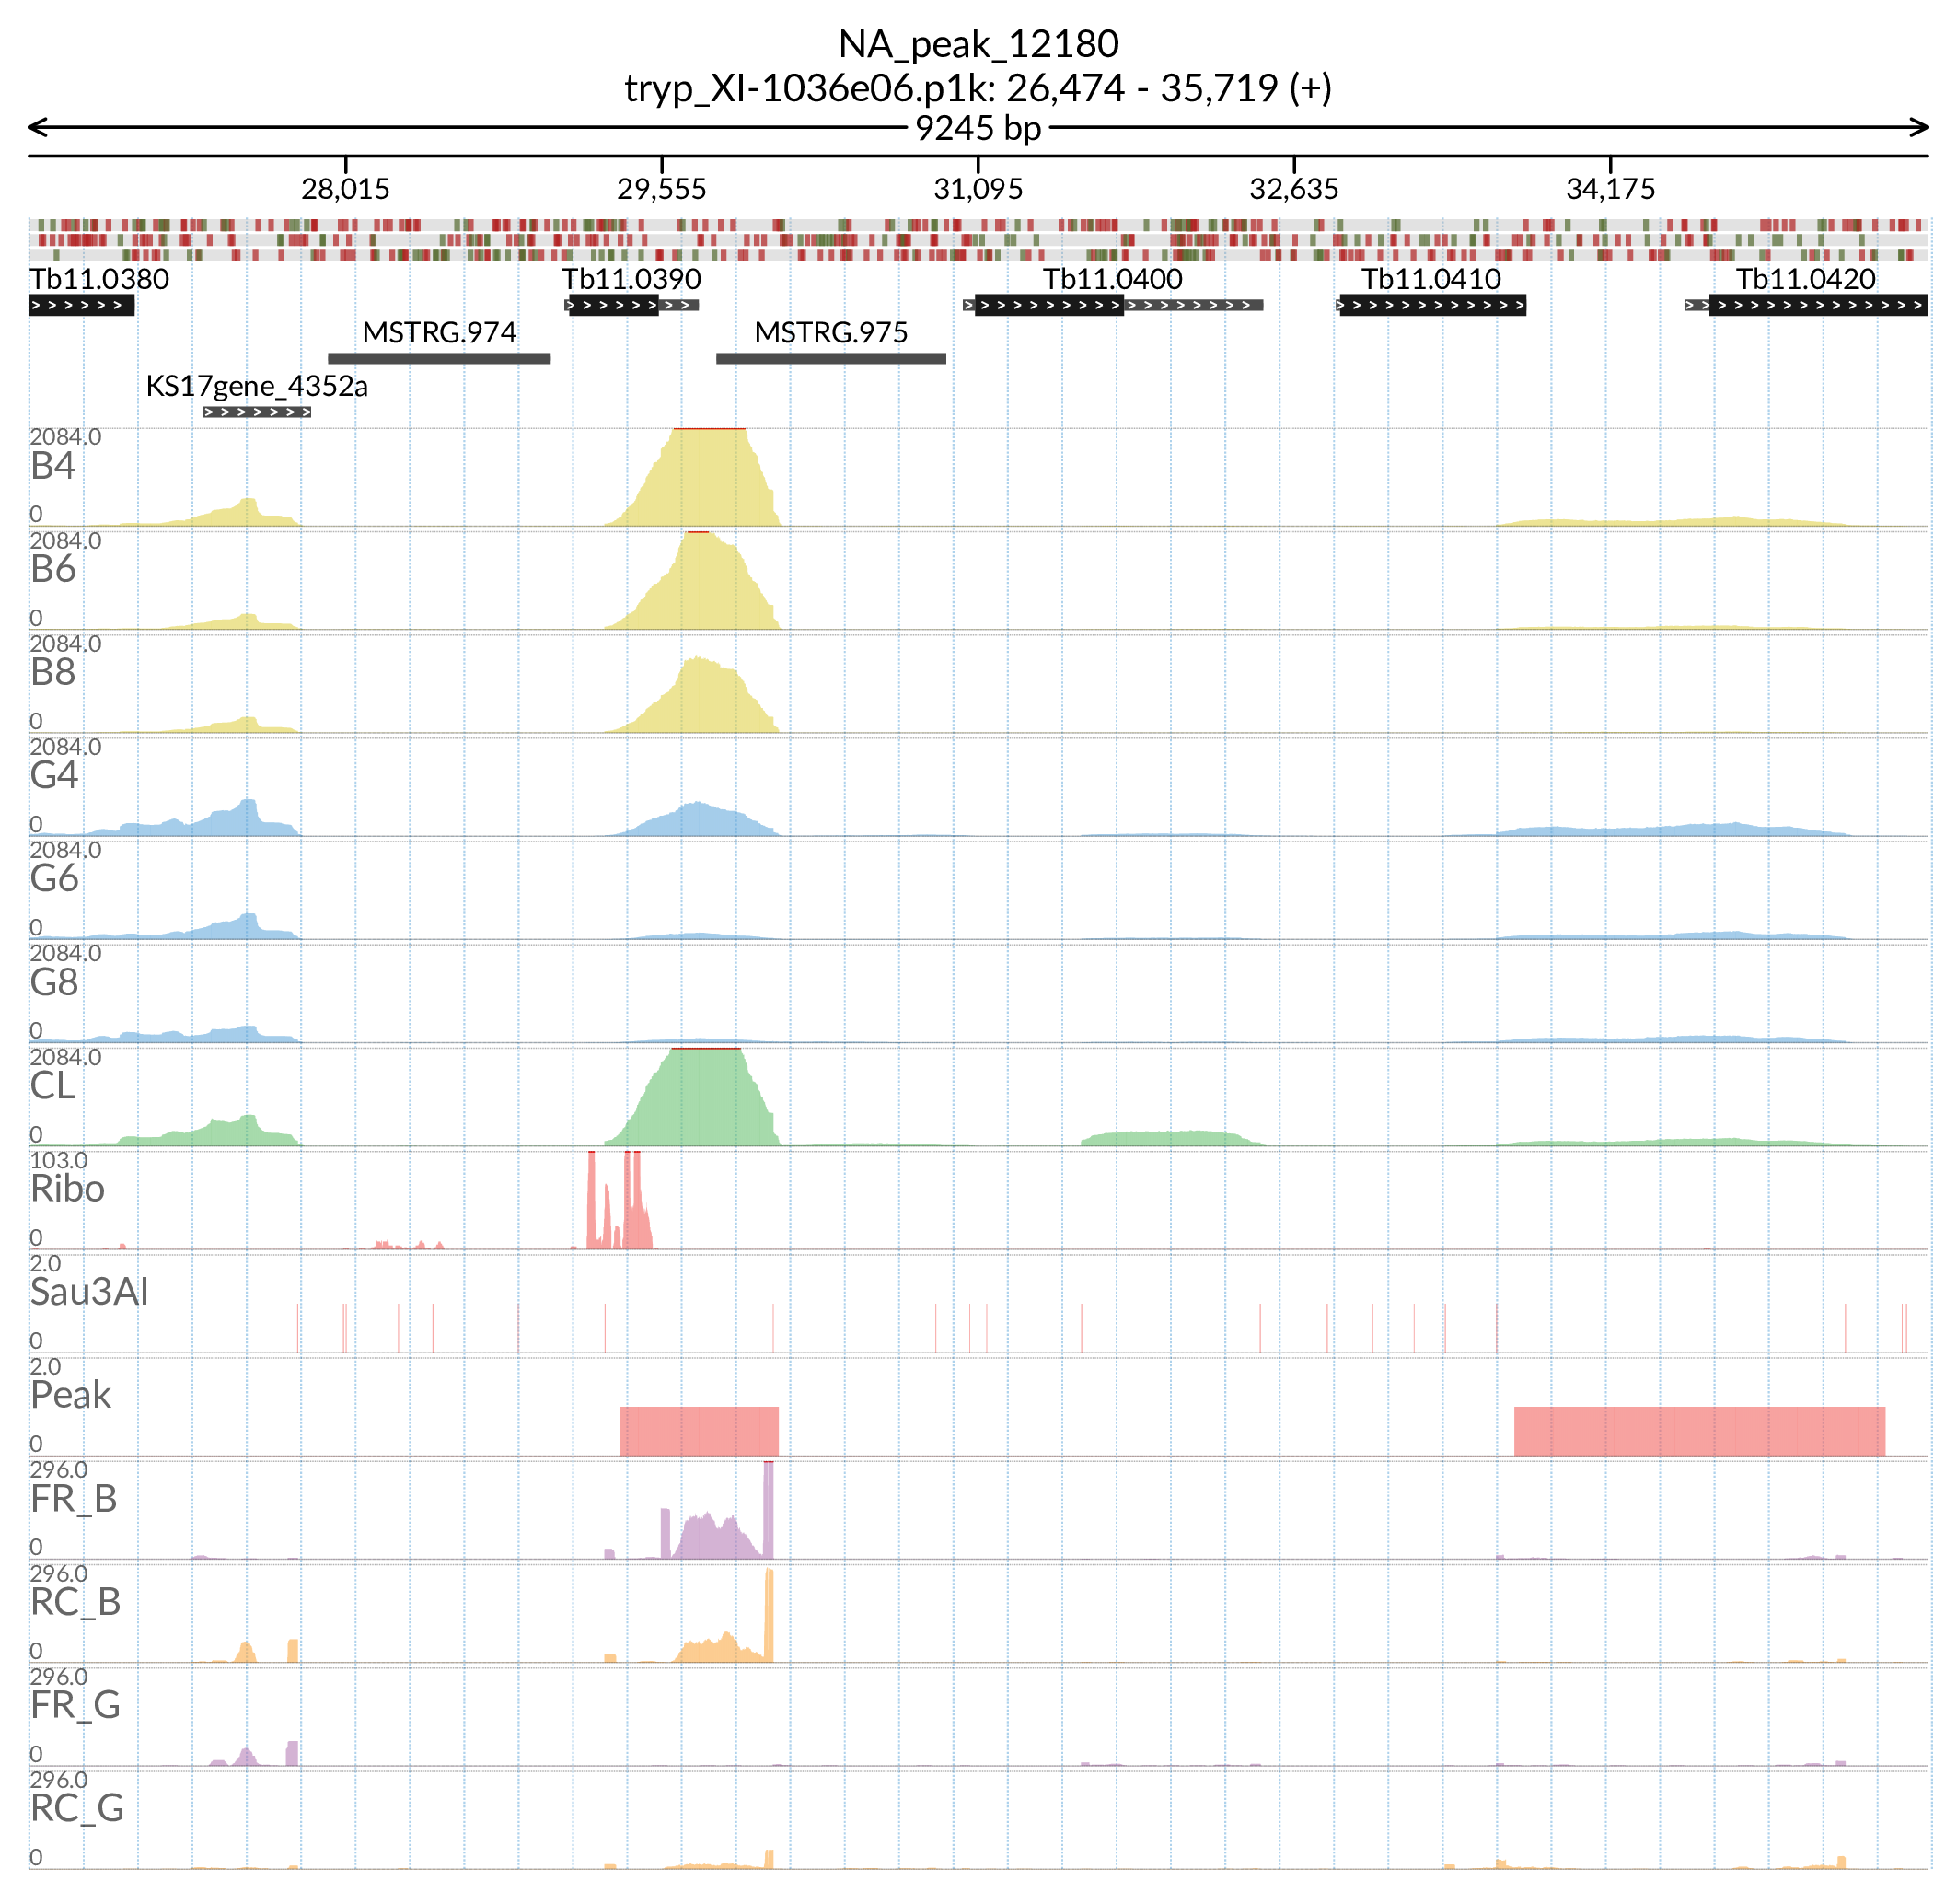 NA_peak_12180
tryp_XI-1036e06.p1k: 26,474 - 35,719 (+)
9245 bp
28,015 29,555 31,095 32,635 34,175
Tb11.0380 Tb11.0390 Tb11.0400 Tb11.0410 Tb11.0420
MSTRG.974 MSTRG.975
KS17gene_4352a
2084.0
B4
0
2084.0
B6
0
2084.0
B8
0
2084.0
G4
0
2084.0
G6
0
2084.0
G8
0
2084.0
CL
0
103.0
Ribo
0
2.0
Sau3AI
0
2.0
Peak
0
296.0
FR_B
0
296.0
RC_B
0
296.0
FR_G
0
296.0
RC_G
0